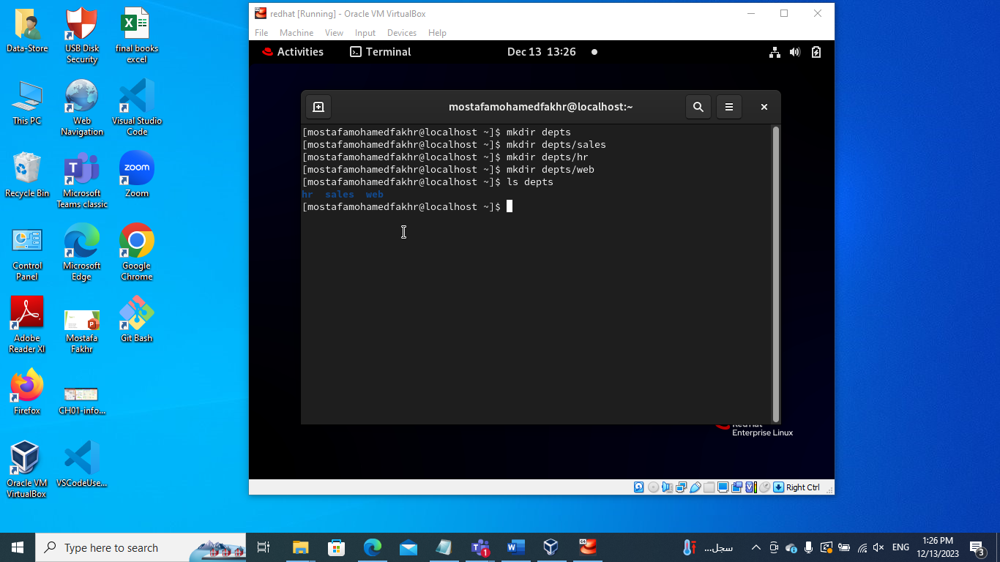 Data-Store
USB Disk
Security
final books
excel
This PC
Web
Navigation
Visual Studio
Code
Recycle Bin
Microsoft
Teams classic
zoom
Zoom
Control
Panel
Microsoft
Edge
Google
Chrome
Adobe
Reader XI
Mostafa
Fakhr
Git Bash
Firefox
CH01-info...
Oracle VM
VirtualBox
VSCodeUse...
redhat [Running] - Oracle VM VirtualBox
File Machine View Input Devices Help
Activities Terminal Dec 13 13:26
mostafamohamedfakhr@localhost:~
[mostafamohamedfakhr@localhost ~]$ mkdir depts
[mostafamohamedfakhr@localhost ~]$ mkdir depts/sales
[mostafamohamedfakhr@localhost ~]$ mkdir depts/hr
[mostafamohamedfakhr@localhost ~]$ mkdir depts/web
[mostafamohamedfakhr@localhost ~]$ ls depts
hr sales web
[mostafamohamedfakhr@localhost ~]$
Enterprise Linux
Right Ctrl
Type here to search
سجل...
ENG
1:26 PM
12/13/2023
3